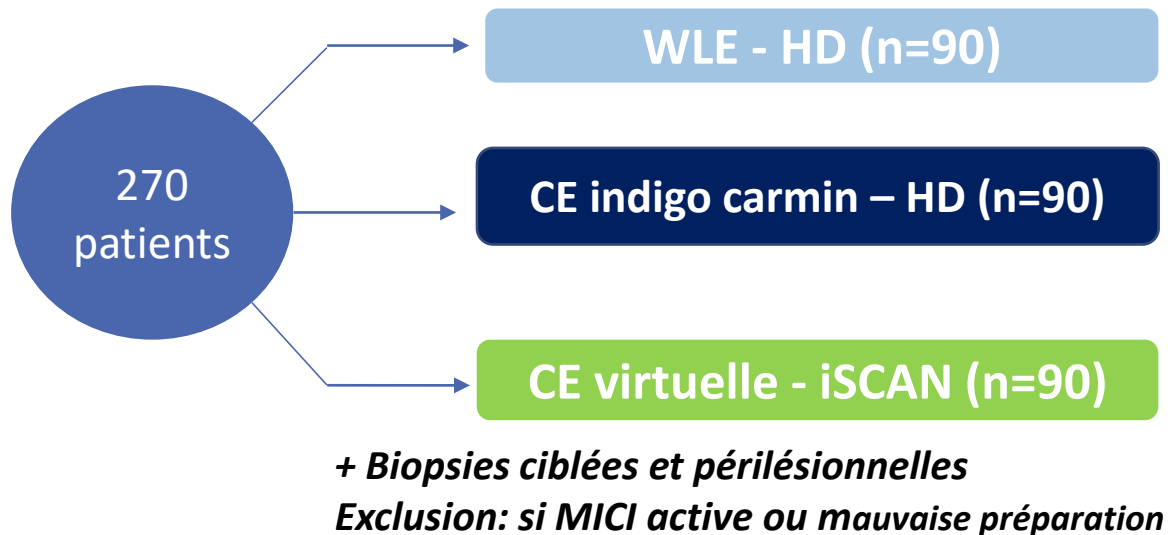 270
patients
WLE - HD (n=90)
CE indigo carmin – HD (n=90)
CE virtuelle - iSCAN (n=90)
+ Biopsies ciblées et périlésionnelles
Exclusion: si MICI active ou mauvaise préparation